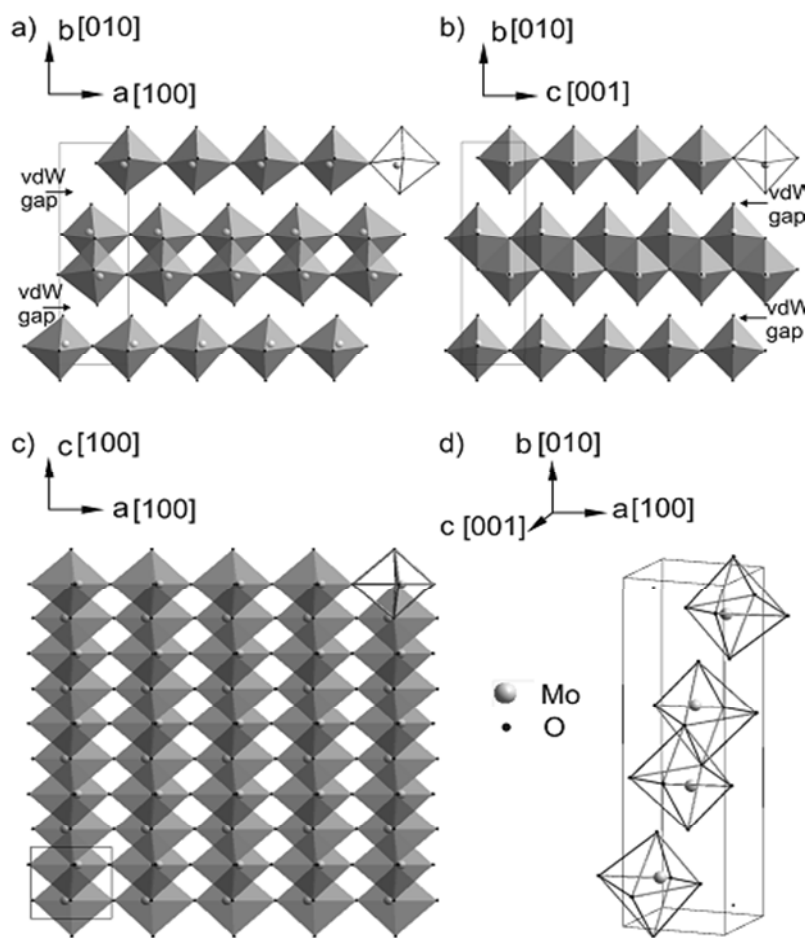 a)
b[010]
a[100]
vdW
gap
vdW
gap
b)
b[010]
c[001]
vdW
gap
vdW
gap
c)
c[100]
a[100]
d)
b[010]
c[001]
a[100]
Mo
O